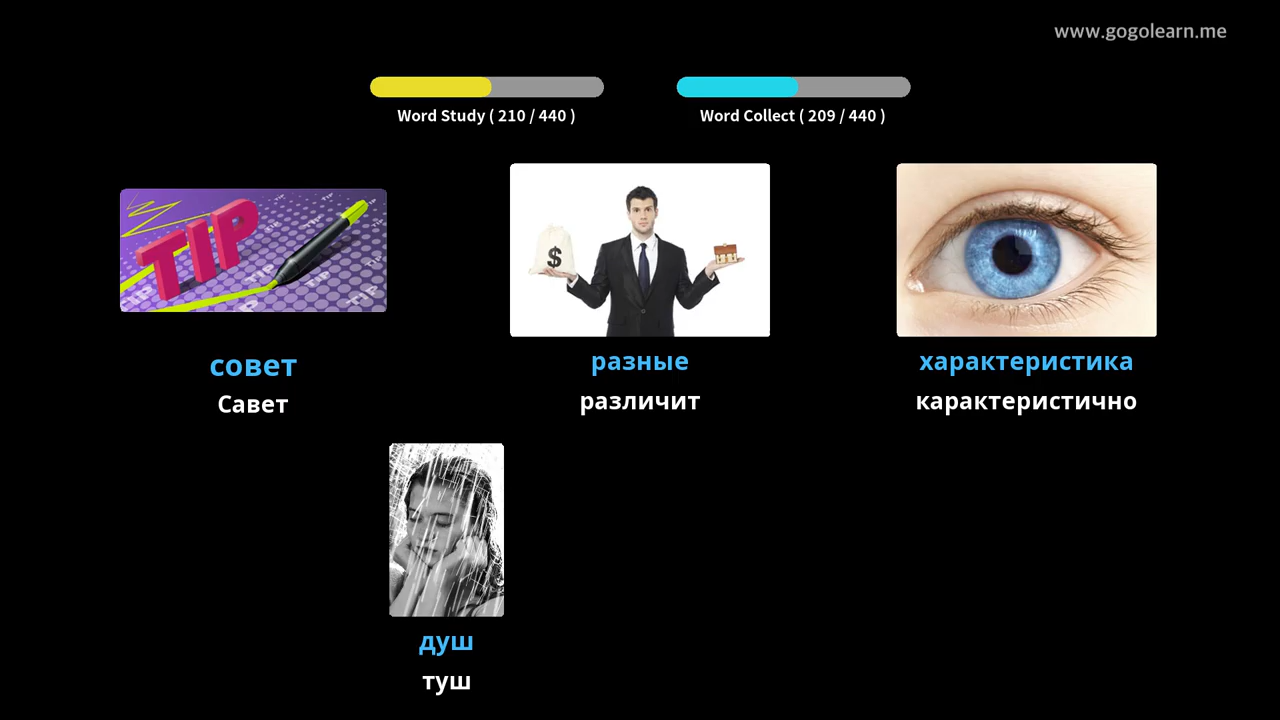 www.gogolearn.me
Word Study ( 210 / 440 )
Word Collect ( 209 / 440 )
TIP
$
совет
Савет
разные
различит
характеристика
карактеристично
душ
туш